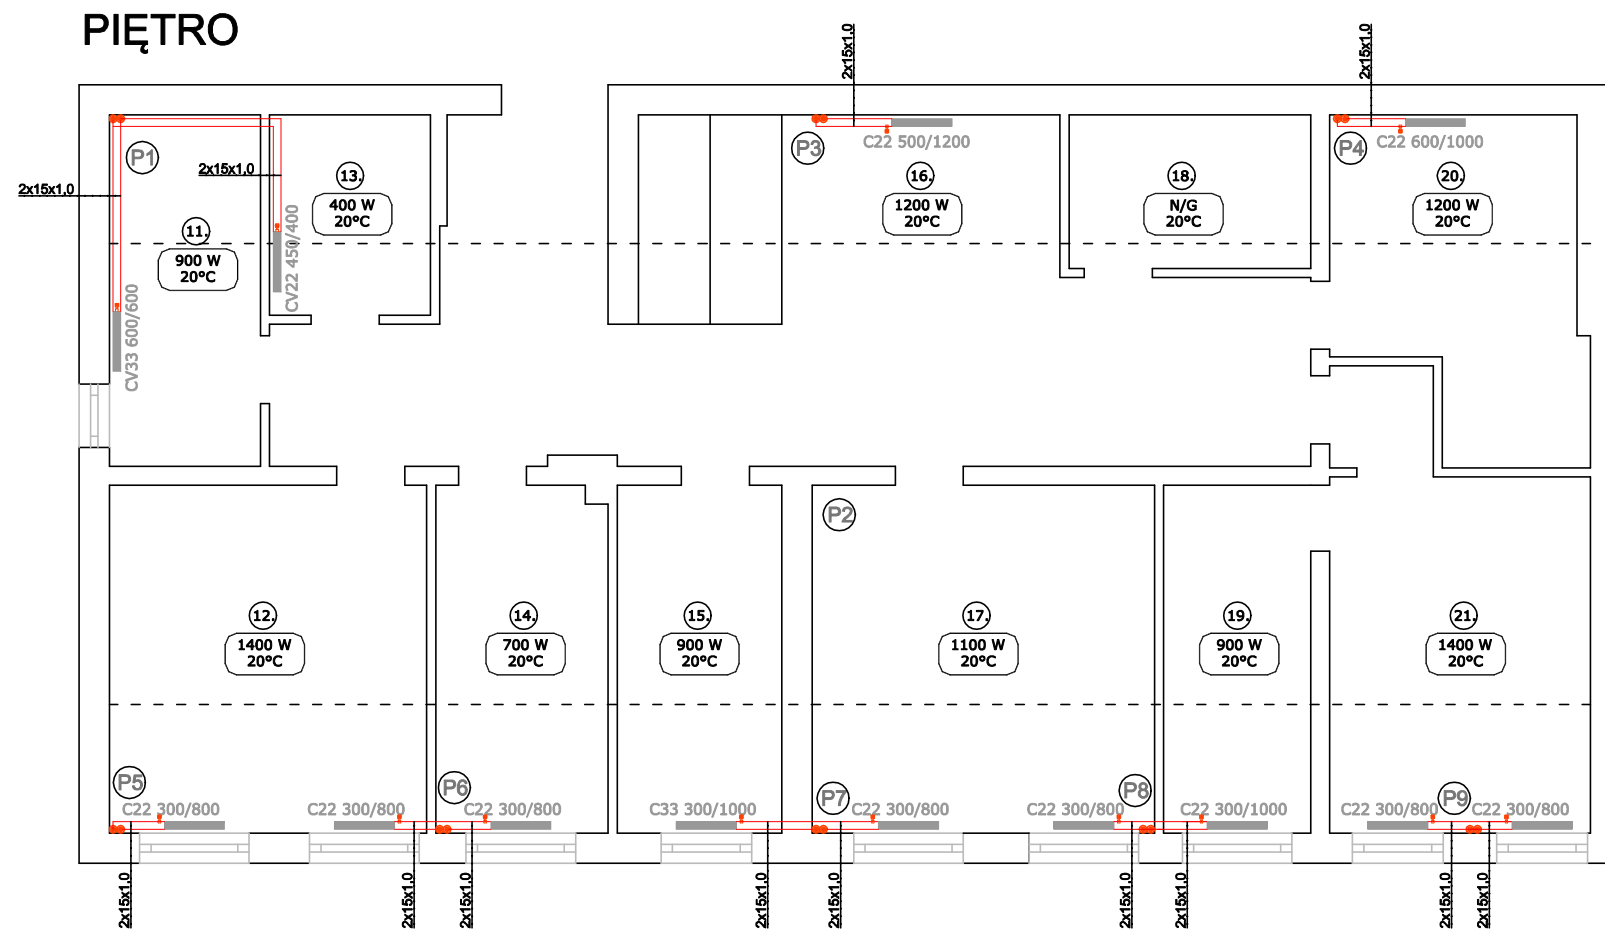 PIĘTRO
2x15x1,0
2x15x1,0
P1
P3
C22 500/1200
P4
C22 600/1000
2x15x1,0
2x15x1,0
13.
400 W
20°C
16.
1200 W
20°C
18.
N/G
20°C
20.
1200 W
20°C
11.
900 W
20°C
CV22 450/400
CV33 600/600
P2
12.
1400 W
20°C
14.
700 W
20°C
15.
900 W
20°C
17.
1100 W
20°C
19.
900 W
20°C
21.
1400 W
20°C
P5
P6
P7
P8
P9
C22 300/800
C22 300/800
C22 300/800
C33 300/1000
C22 300/800
C22 300/800
C22 300/1000
C22 300/800
C22 300/800
2x15x1,0
2x15x1,0
2x15x1,0
2x15x1,0
2x15x1,0
2x15x1,0
2x15x1,0
2x15x1,0
2x15x1,0